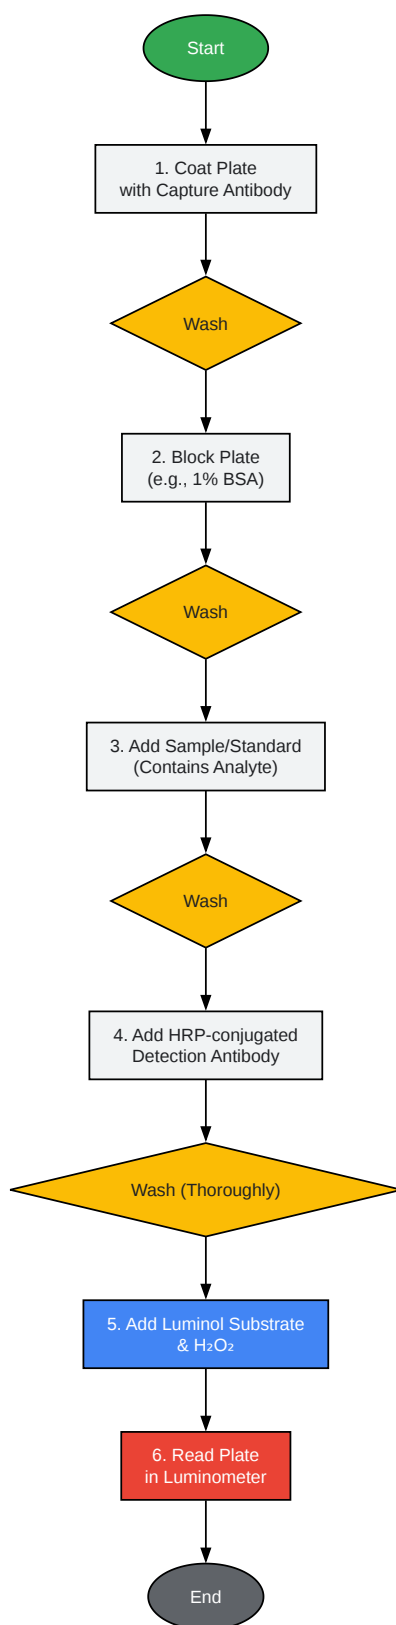 Start
1. Coat Plate
with Capture Antibody
Wash
2. Block Plate
(e.g., 1% BSA)
Wash
3. Add Sample/Standard
(Contains Analyte)
Wash
4. Add HRP-conjugated
Detection Antibody
Wash (Thoroughly)
5. Add Luminol Substrate
& H₂O₂
6. Read Plate
in Luminometer
End